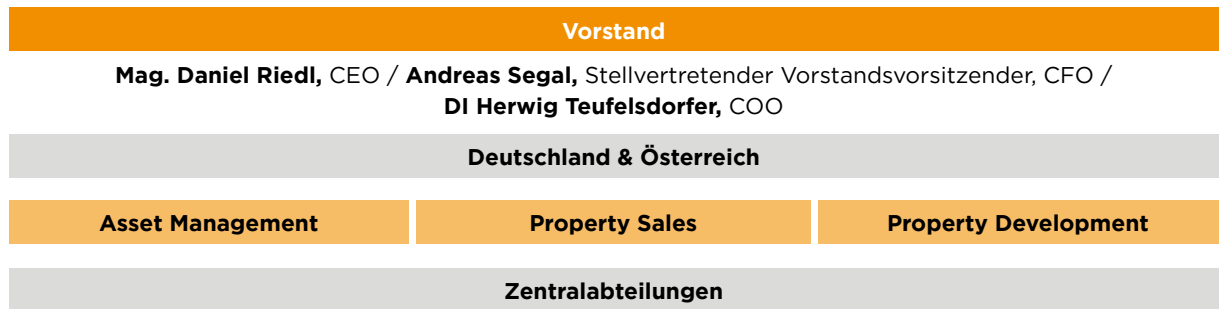 Vorstand
Mag. Daniel Riedl, CEO / Andreas Segal, Stellvertretender Vorstandsvorsitzender, CFO /
DI Herwig Teufelsdorfer, COO
Deutschland & Österreich
Asset Management
Property Sales
Property Development
Zentralabteilungen